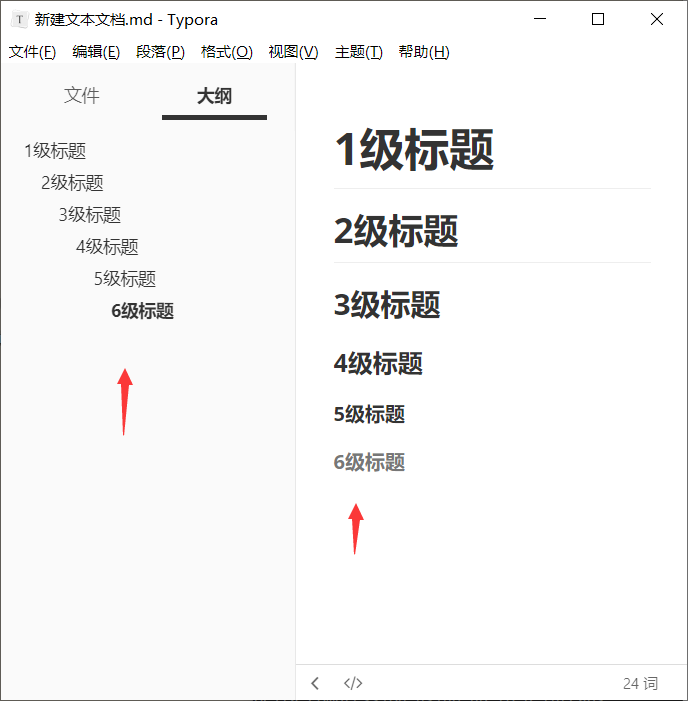 T 新建文本文档.md - Typora
文件(F) 编辑(E) 段落(P) 格式(O) 视图(V) 主题(T) 帮助(H)
文件 大纲
1级标题
2级标题
3级标题
4级标题
5级标题
6级标题
1级标题
2级标题
3级标题
4级标题
5级标题
6级标题
24 词